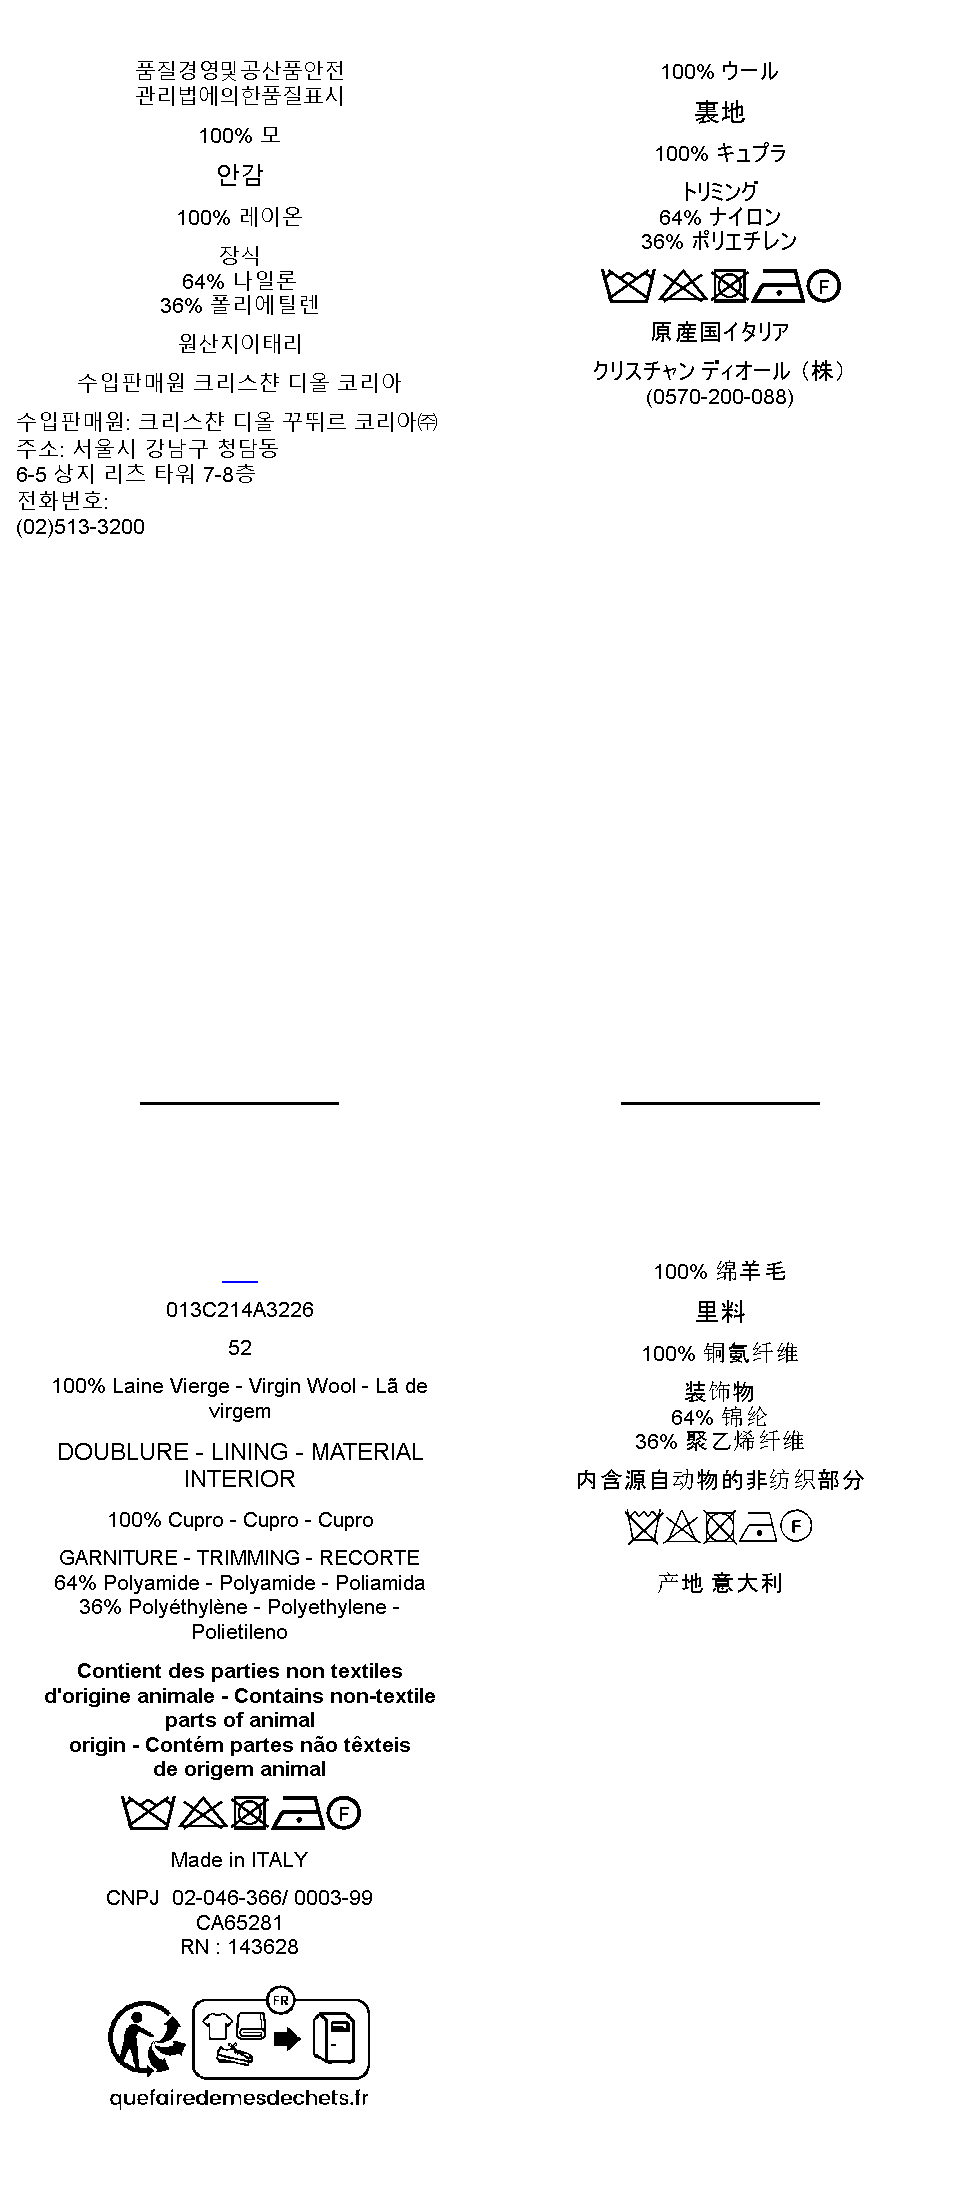 품질경영및공산품안전
관리법에의한품질표시
100% 모
안감
100% 레이온
장식
64% 나일론
36% 폴리에틸렌
원산지이태리
수입판매원 크리스챤 디올 코리아
수입판매원: 크리스챤 디올 꾸뛰르 코리아㈜
주소: 서울시 강남구 청담동
6-5 상지 리츠 타워 7-8층
전화번호:
(02)513-3200
100% ウール
裏地
100% キュプラ
トリミング
64% ナイロン
36% ポリエチレン
F
原産国イタリア
クリスチャン ディオール（株）
(0570-200-088)
013C214A3226
52
100% Laine Vierge - Virgin Wool - Lã de
virgem
DOUBLURE - LINING - MATERIAL
INTERIOR
100% Cupro - Cupro - Cupro
GARNITURE - TRIMMING - RECORTE
64% Polyamide - Polyamide - Poliamida
36% Polyéthylène - Polyethylene -
Polietileno
Contient des parties non textiles
d'origine animale - Contains non-textile
parts of animal
origin - Contém partes não têxteis
de origem animal
F
Made in ITALY
CNPJ  02-046-366/ 0003-99
CA65281
RN : 143628
FR
quefairedemesdechets.fr
100% 绵羊毛
里料
100% 铜氨纤维
装饰物
64% 锦纶
36% 聚乙烯纤维
内含源自动物的非纺织部分
F
产地 意大利